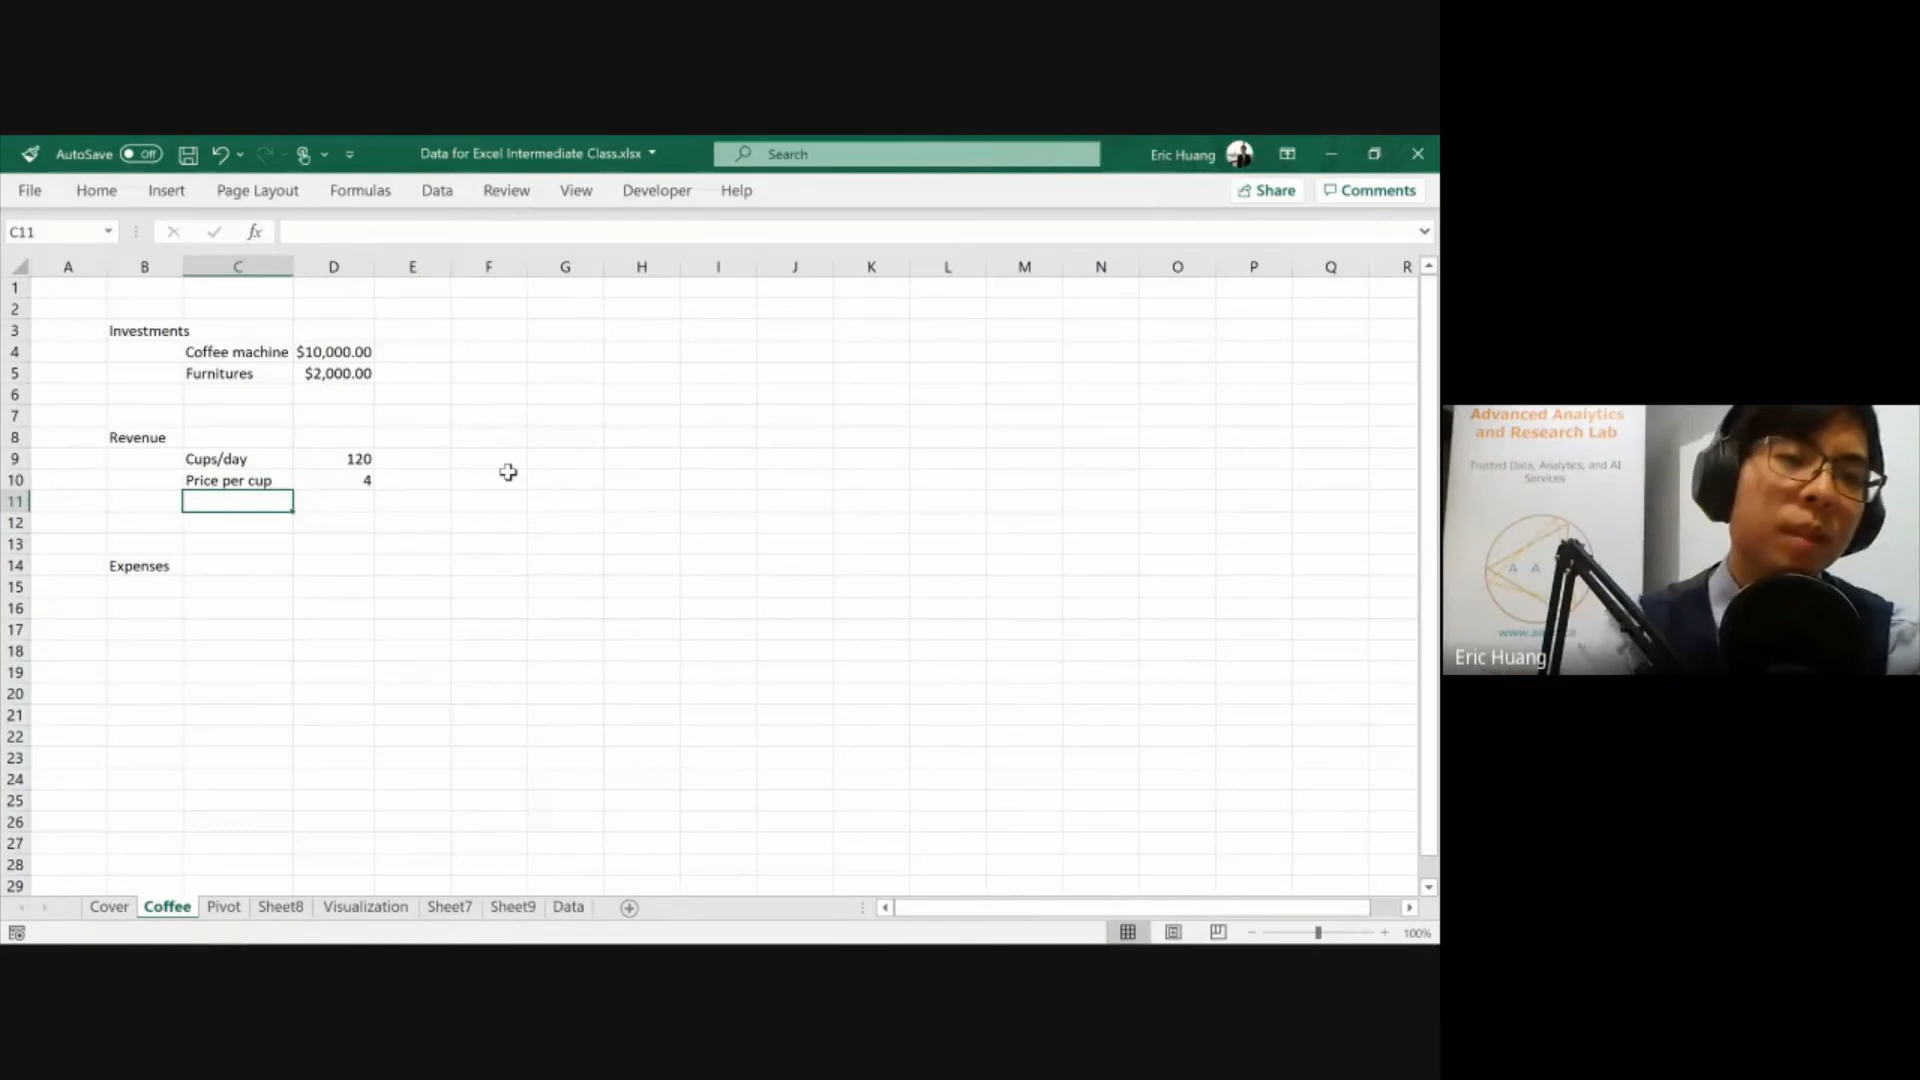 AutoSave Off Data for Excel Intermediate Class.xlsx Search Eric Huang
File Home Insert Page Layout Formulas Data Review View Developer Help Share Comments
C11 fx
A B C D E F G H I J K L M N O P Q R
1
2
3 Investments
4 Coffee machine $10,000.00
5 Furnitures $2,000.00
6
7
8 Revenue
9 Cups/day 120
10 Price per cup 4
11
12
13
14 Expenses
15
16
17
18
19
20
21
22
23
24
25
26
27
28
29
Cover Coffee Pivot Sheet8 Visualization Sheet7 Sheet9 Data
100%
Advanced Analytics
and Research Lab
Trusted Data, Analytics, and AI
Services
A A
Eric Huang